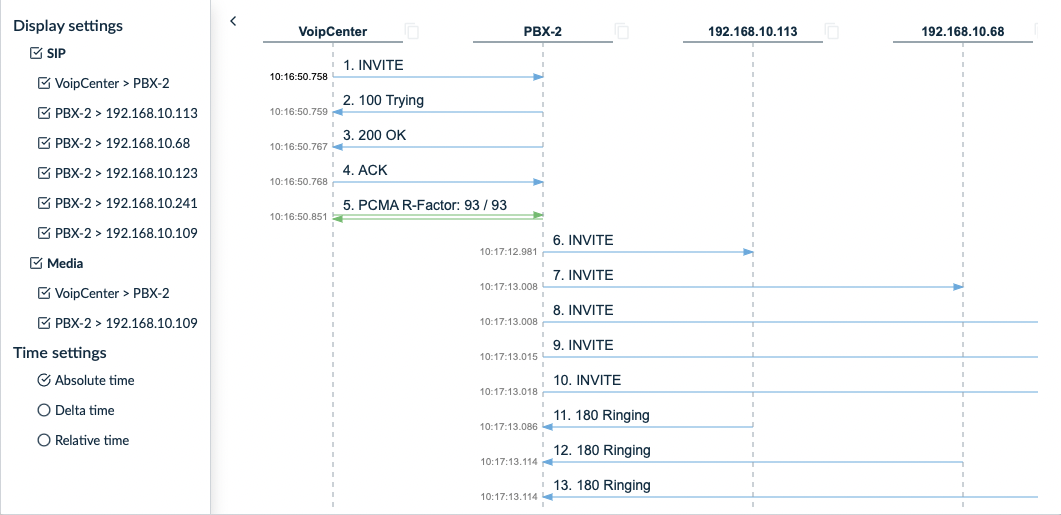 Display settings
SIP
VoipCenter > PBX-2
PBX-2 > 192.168.10.113
PBX-2 > 192.168.10.68
PBX-2 > 192.168.10.123
PBX-2 > 192.168.10.241
PBX-2 > 192.168.10.109
Media
VoipCenter > PBX-2
PBX-2 > 192.168.10.109
Time settings
Absolute time
Delta time
Relative time
VoipCenter PBX-2 192.168.10.113 192.168.10.68
10:16:50.758 1. INVITE
10:16:50.759 2. 100 Trying
10:16:50.767 3. 200 OK
10:16:50.768 4. ACK
10:16:50.851 5. PCMA R-Factor: 93 / 93
10:17:12.981 6. INVITE
10:17:13.008 7. INVITE
10:17:13.008 8. INVITE
10:17:13.015 9. INVITE
10:17:13.018 10. INVITE
10:17:13.086 11. 180 Ringing
10:17:13.114 12. 180 Ringing
10:17:13.114 13. 180 Ringing